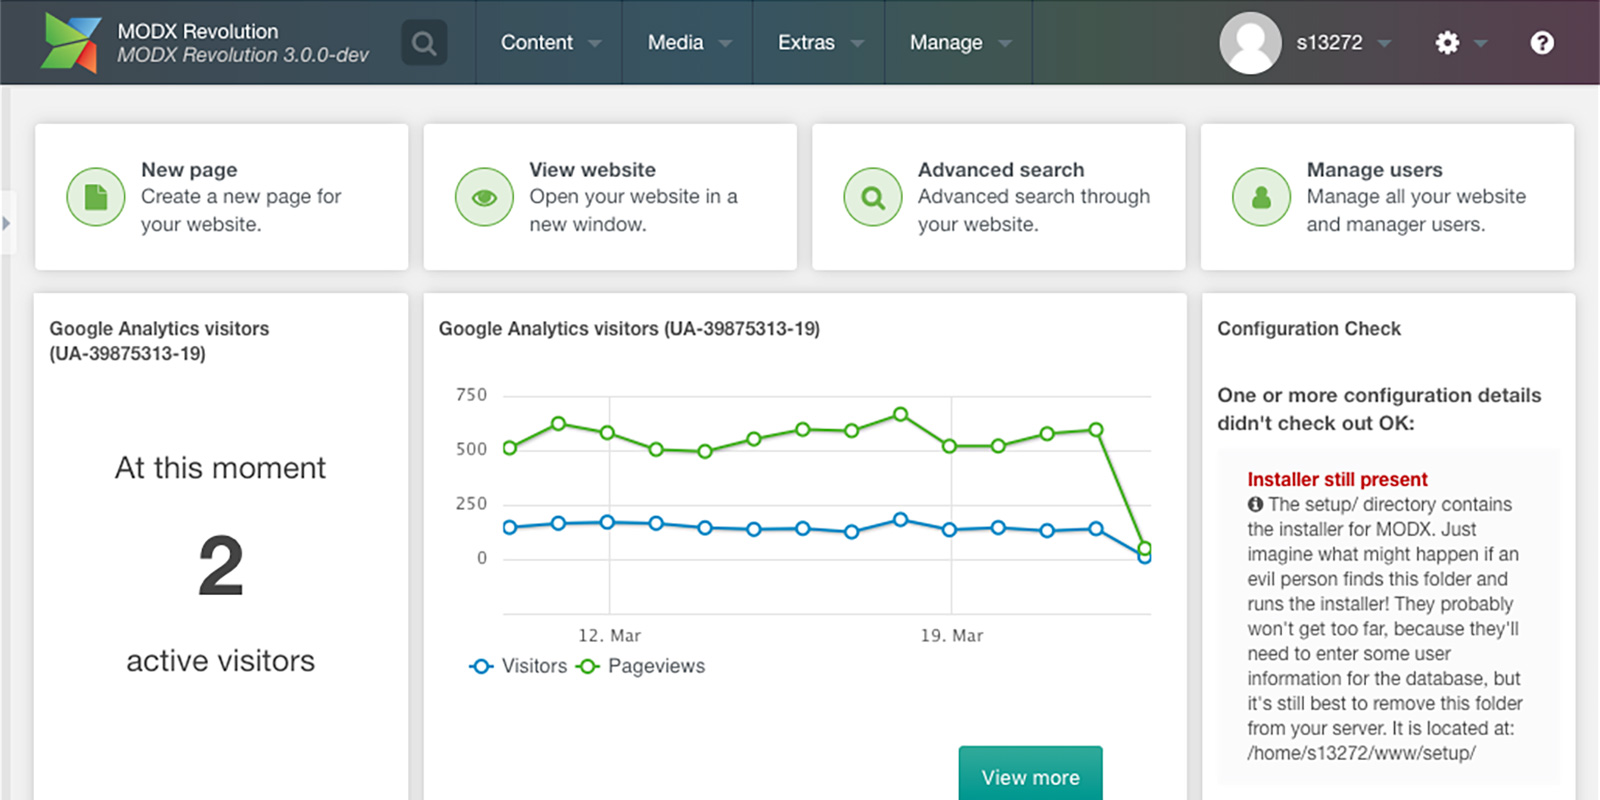 MODX Revolution
MODX Revolution 3.0.0-dev
Content
Media
Extras
Manage
s13272
New page
Create a new page for
your website.
View website
Open your website in a
new window.
Advanced search
Advanced search through
your website.
Manage users
Manage all your website
and manager users.
Google Analytics visitors
(UA-39875313-19)
At this moment
2
active visitors
Google Analytics visitors (UA-39875313-19)
750
500
250
0
12. Mar
19. Mar
Visitors
Pageviews
View more
Configuration Check
One or more configuration details
didn't check out OK:
Installer still present
The setup/ directory contains
the installer for MODX. Just
imagine what might happen if an
evil person finds this folder and
runs the installer! They probably
won't get too far, because they'll
need to enter some user
information for the database, but
it's still best to remove this folder
from your server. It is located at:
/home/s13272/www/setup/